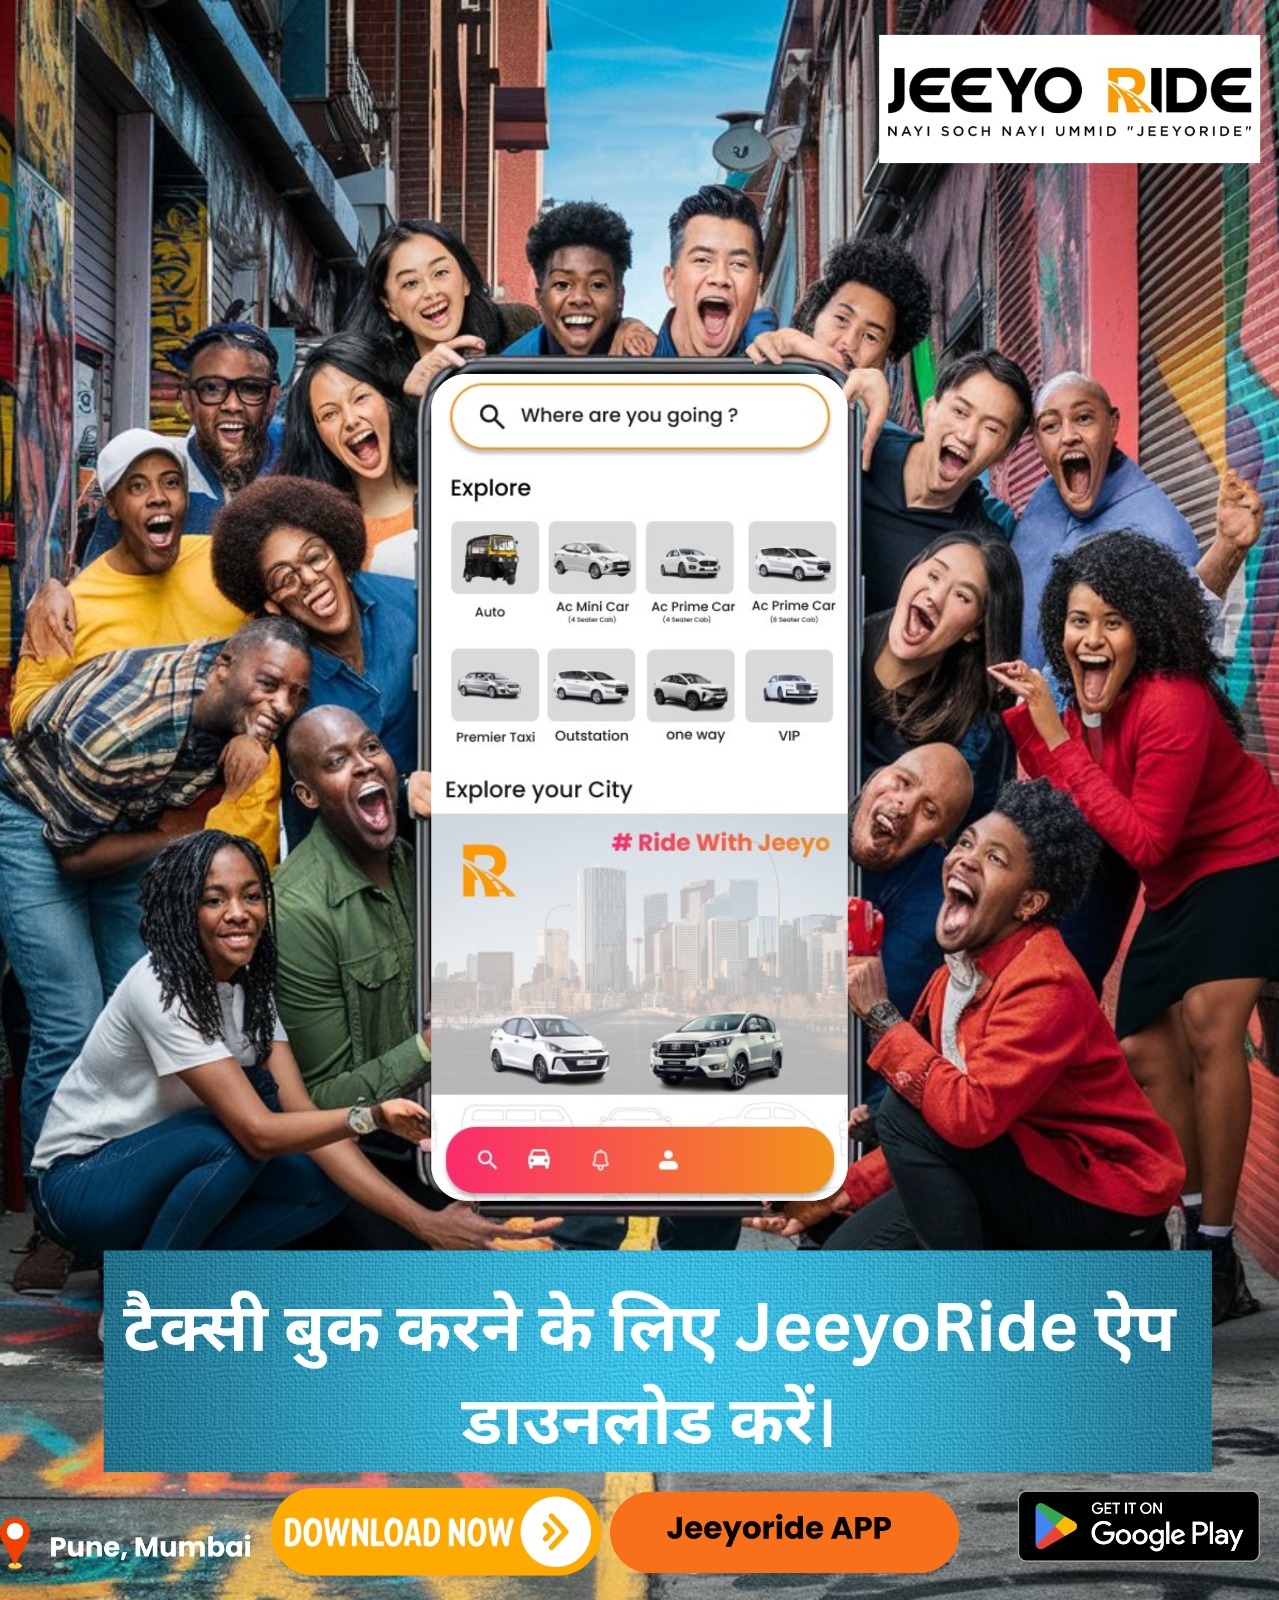 JEEYO RIDE
NAYI SOCH NAYI UMMID "JEEYORIDE"
Where are you going ?
Explore
Auto
Ac Mini Car
(4 Seater Cab)
Ac Prime Car
(4 Seater Cab)
Ac Prime Car
(6 Seater Cab)
Premier Taxi
Outstation
one way
VIP
Explore your City
R
# Ride With Jeeyo
टैक्सी बुक करने के लिए JeeyoRide ऐप
डाउनलोड करें।
Pune, Mumbai
DOWNLOAD NOW
Jeeyoride APP
GET IT ON
Google Play